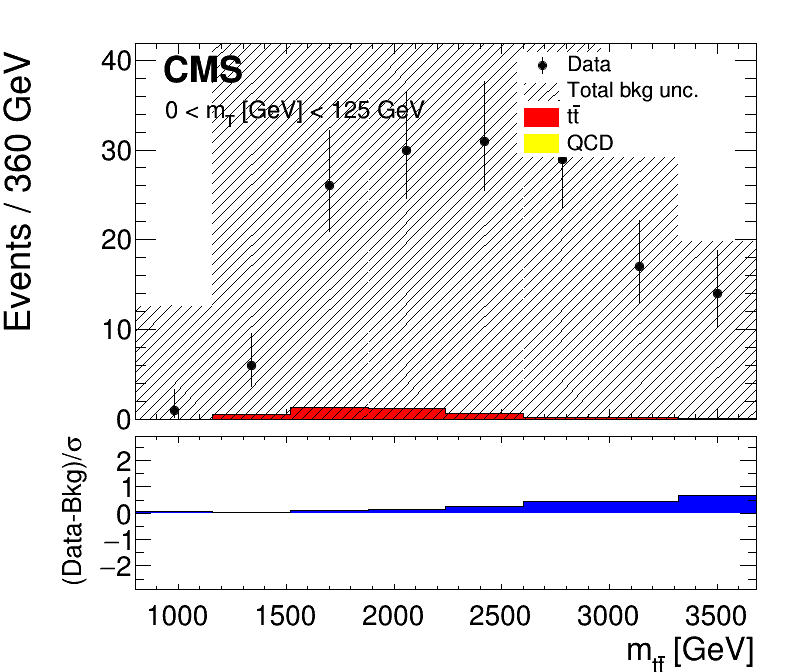 CMS
0 < m_T [GeV] < 125 GeV
Data
Total bkg unc.
tt̄
QCD
Events / 360 GeV
40
30
20
10
0
(Data-Bkg)/σ
2
1
0
−1
−2
1000 1500 2000 2500 3000 3500
m_tt̄ [GeV]